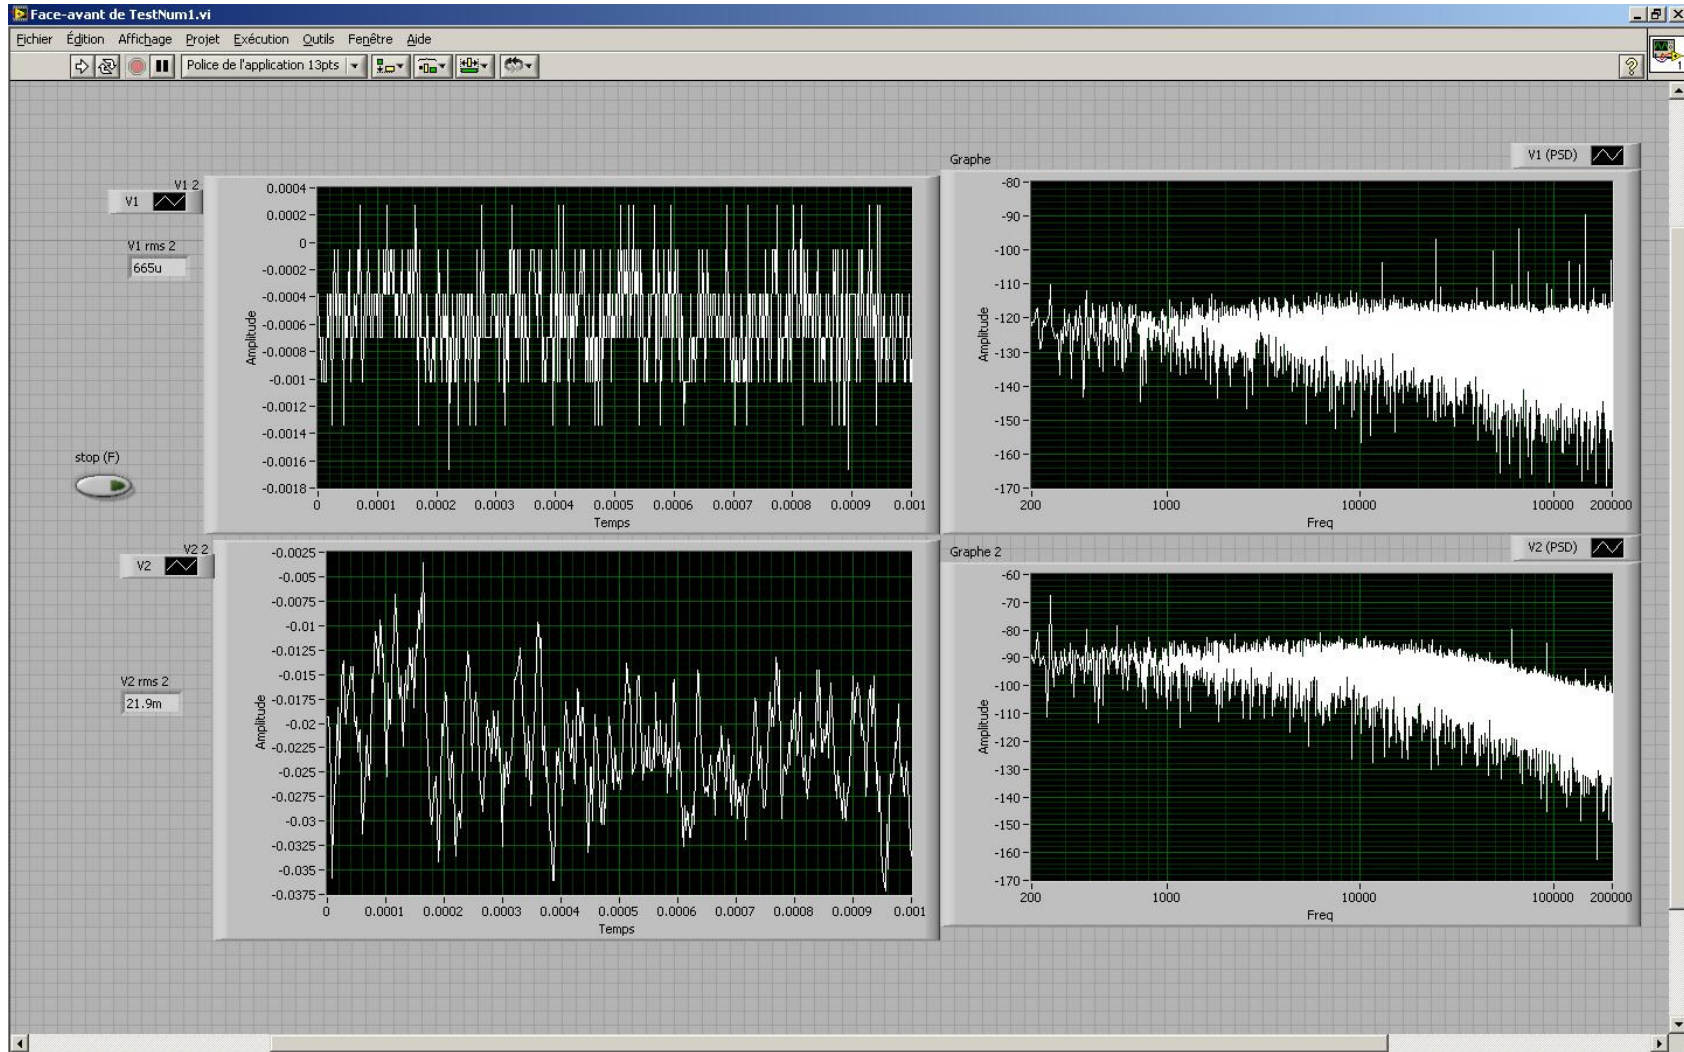 Face-avant de TestNum1.vi
Fichier Édition Affichage Projet Exécution Outils Fenêtre Aide
Police de l'application 13pts
1
V1 2
V1
V1 rms 2
665u
0.0004
0.0002
0
-0.0002
-0.0004
-0.0006
-0.0008
-0.001
-0.0012
-0.0014
-0.0016
-0.0018
Amplitude
0 0.0001 0.0002 0.0003 0.0004 0.0005 0.0006 0.0007 0.0008 0.0009 0.001
Temps
Graphe
V1 (PSD)
-80
-90
-100
-110
-120
-130
-140
-150
-160
-170
Amplitude
200 1000 10000 100000 200000
Freq
stop (F)
V2 2
V2
V2 rms 2
21.9m
-0.0025
-0.005
-0.0075
-0.01
-0.0125
-0.015
-0.0175
-0.02
-0.0225
-0.025
-0.0275
-0.03
-0.0325
-0.035
-0.0375
Amplitude
0 0.0001 0.0002 0.0003 0.0004 0.0005 0.0006 0.0007 0.0008 0.0009 0.001
Temps
Graphe 2
V2 (PSD)
-60
-70
-80
-90
-100
-110
-120
-130
-140
-150
-160
-170
Amplitude
200 1000 10000 100000 200000
Freq